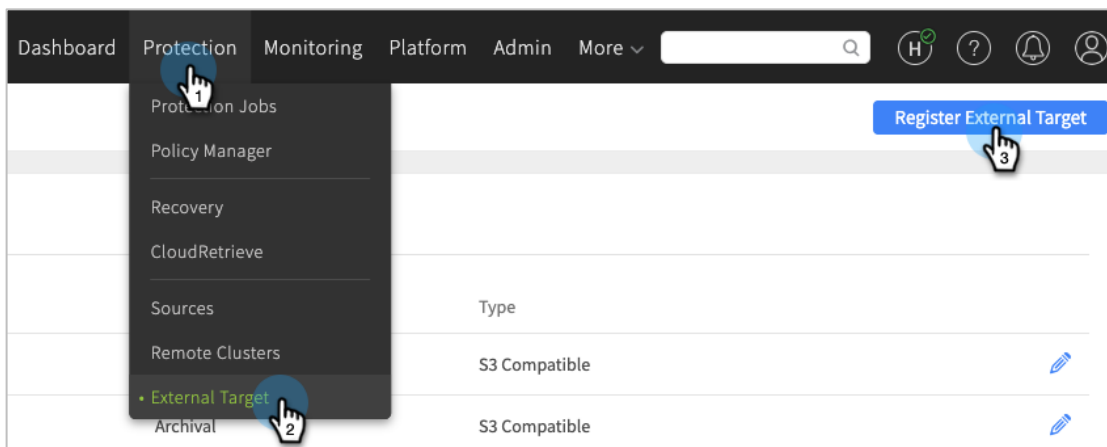 Dashboard Protection Monitoring Platform Admin More H ?
1
Protection Jobs
Register External Target
3
Policy Manager
Recovery
CloudRetrieve
Sources
Type
Remote Clusters
S3 Compatible
• External Target
2
Archival S3 Compatible